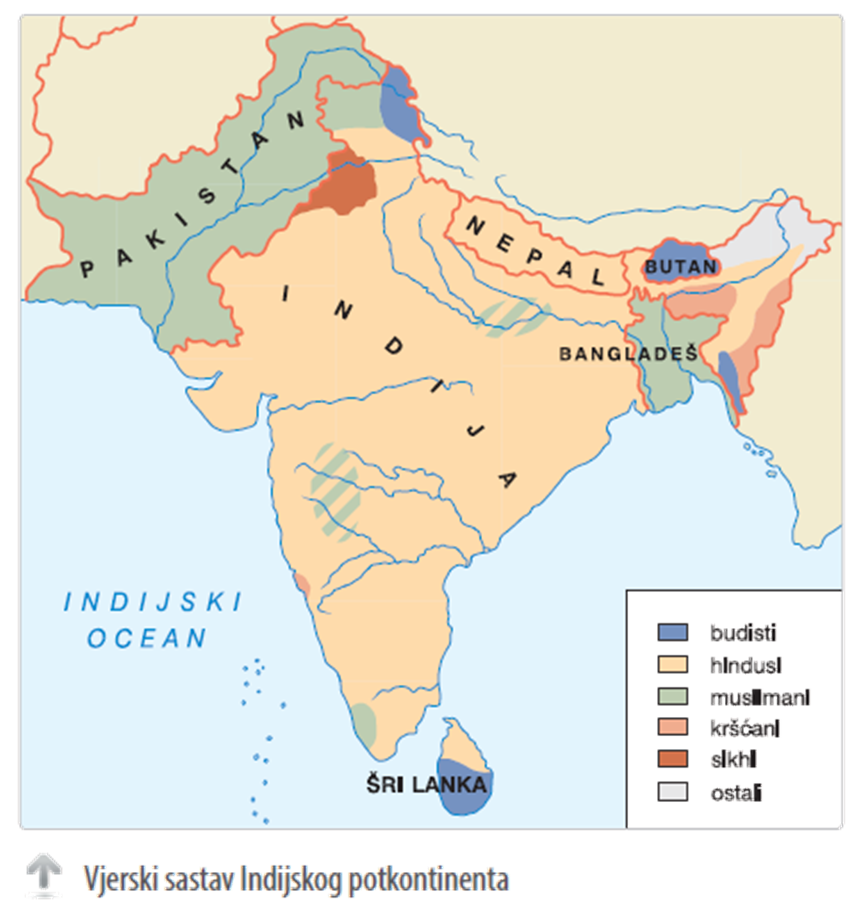 PAKISTAN
NEPAL
BUTAN
INDIJA
BANGLADEŠ
INDIJSKI
OCEAN
ŠRI LANKA
budisti
hIndusI
muslImanI
kršćanI
sIkhI
ostali
Vjerski sastav Indijskog potkontinenta